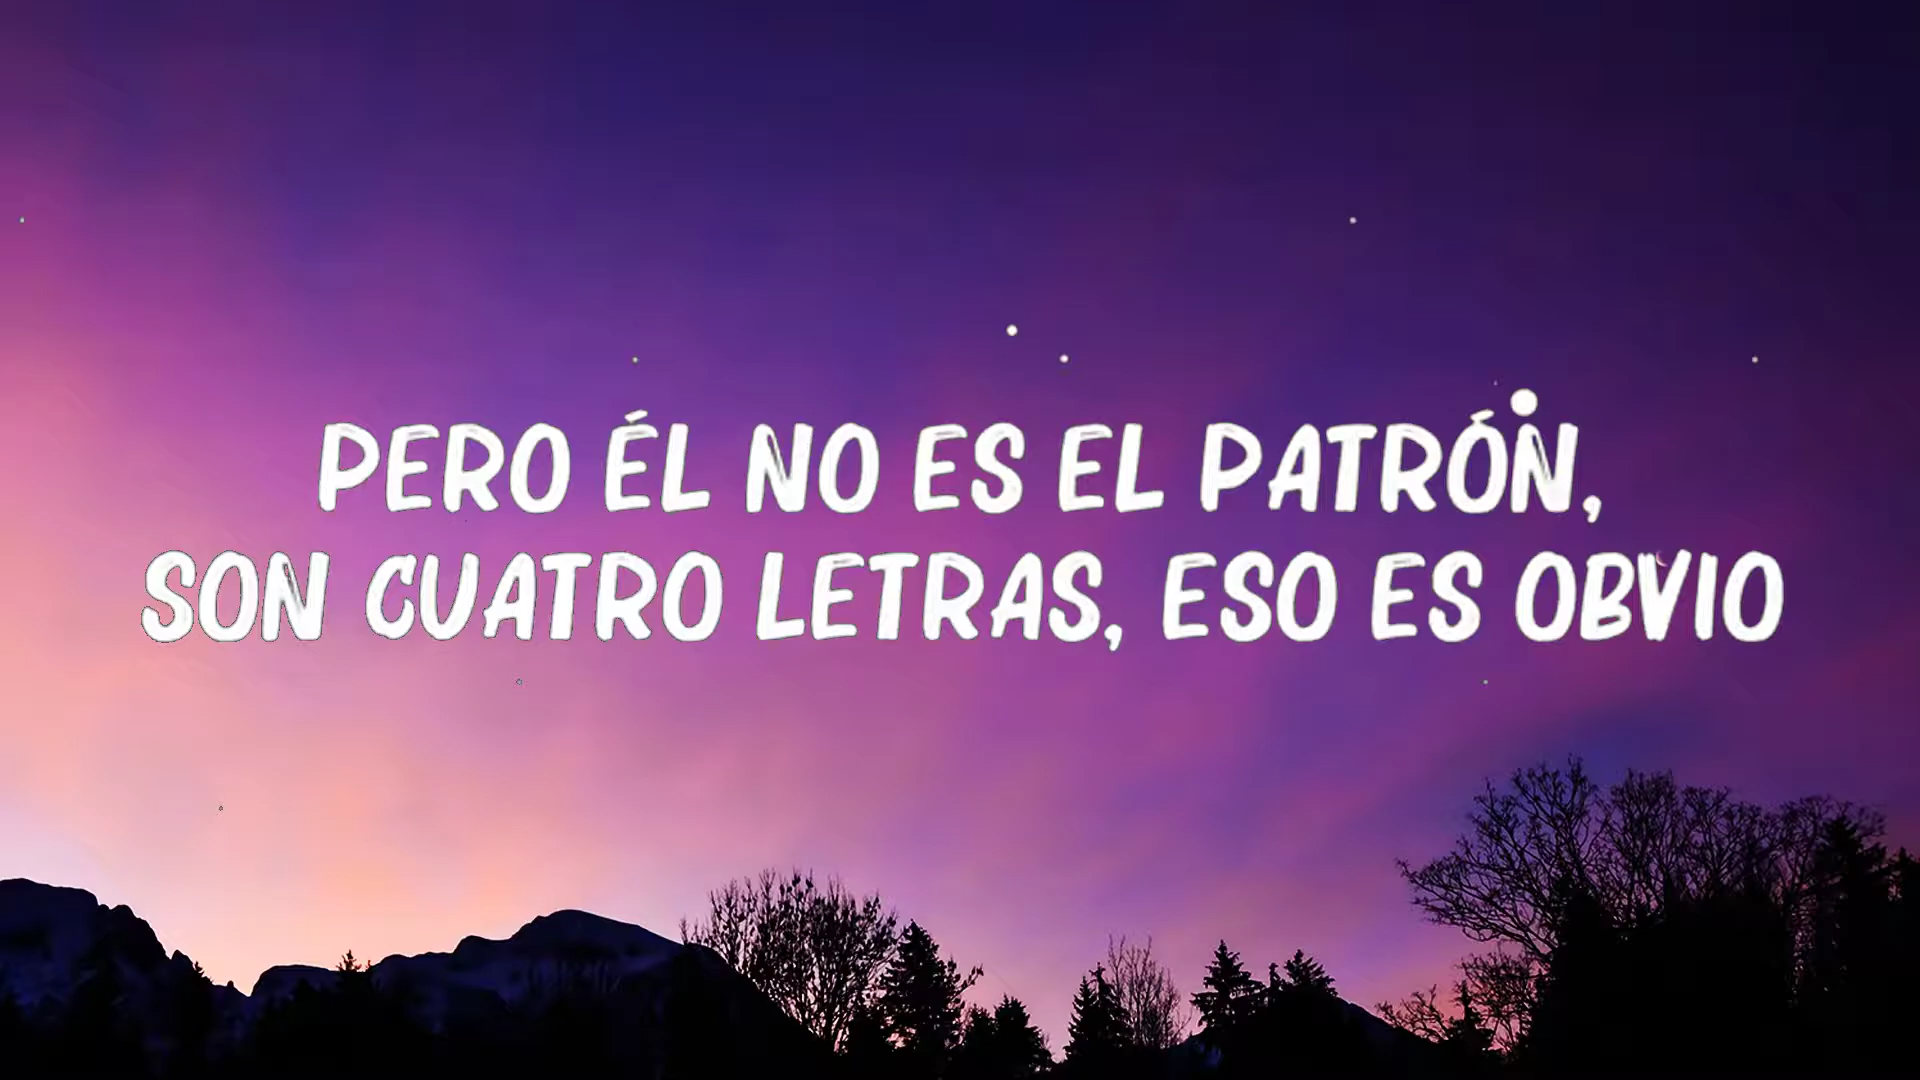 PERO ÉL NO ES EL PATRÓN,
SON CUATRO LETRAS, ESO ES OBVIO